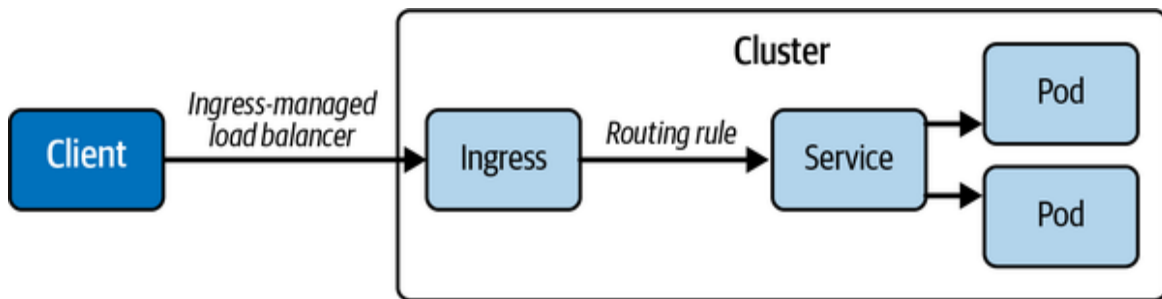 Cluster
Client
Ingress-managed
load balancer
Ingress
Routing rule
Service
Pod
Pod